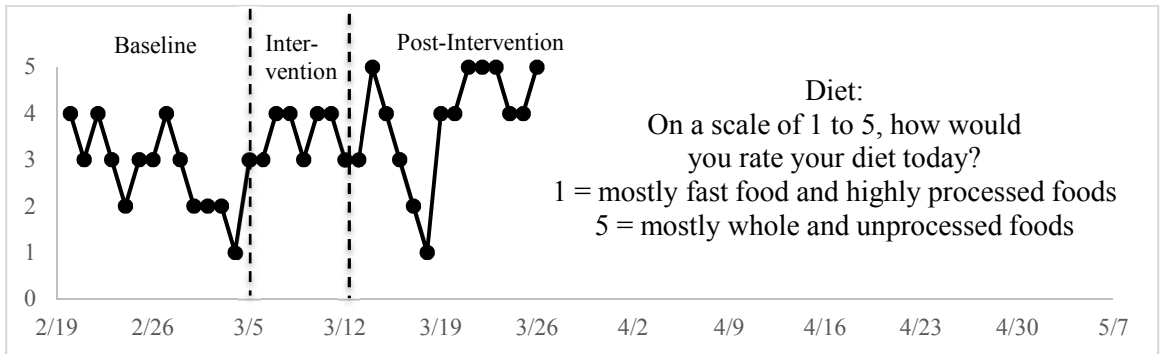 Baseline
Inter-
vention
Post-Intervention
5
4
3
2
1
0
2/19 2/26 3/5 3/12 3/19 3/26 4/2 4/9 4/16 4/23 4/30 5/7
Diet:
On a scale of 1 to 5, how would
you rate your diet today?
1 = mostly fast food and highly processed foods
5 = mostly whole and unprocessed foods